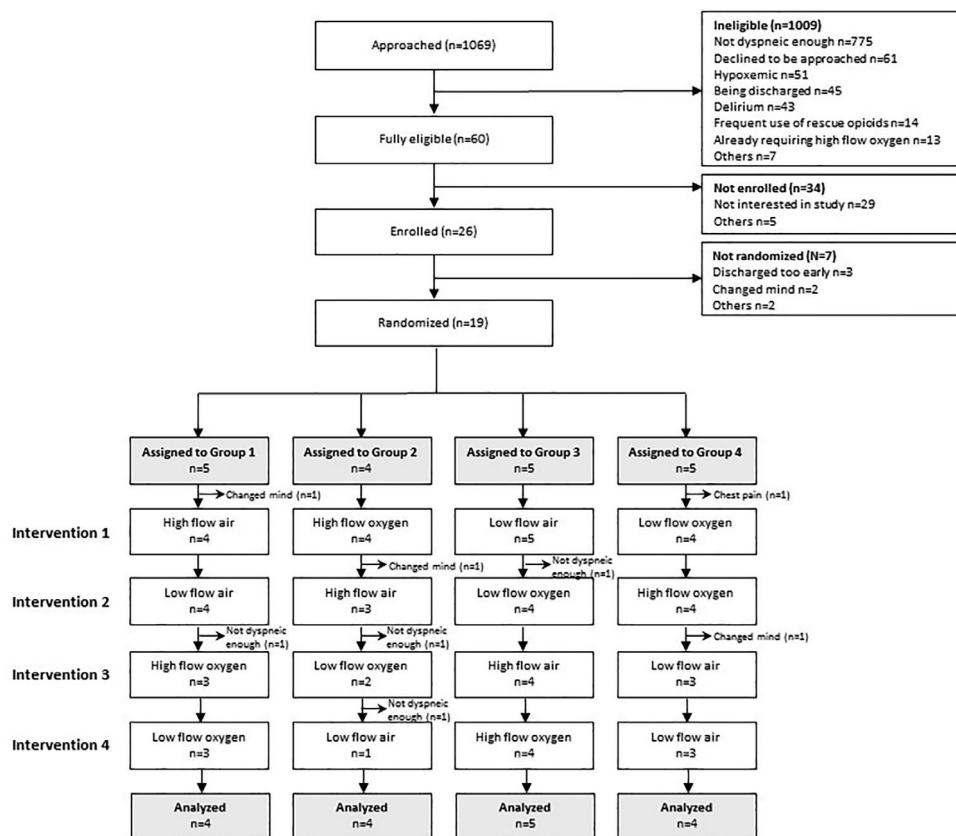 Approached (n=1069)
Ineligible (n=1009)
Not dyspneic enough n=775
Declined to be approached n=61
Hypoxemic n=51
Being discharged n=45
Delirium n=43
Frequent use of rescue opioids n=14
Already requiring high flow oxygen n=13
Others n=7
Fully eligible (n=60)
Not enrolled (n=34)
Not interested in study n=29
Others n=5
Enrolled (n=26)
Not randomized (N=7)
Discharged too early n=3
Changed mind n=2
Others n=2
Randomized (n=19)
Assigned to Group 1
n=5
Assigned to Group 2
n=4
Assigned to Group 3
n=5
Assigned to Group 4
n=5
Changed mind (n=1)
Chest pain (n=1)
Intervention 1
High flow air
n=4
High flow oxygen
n=4
Low flow air
n=5
Low flow oxygen
n=4
Changed mind (n=1)
Not dyspneic
enough (n=1)
Intervention 2
Low flow air
n=4
High flow air
n=3
Low flow oxygen
n=4
High flow oxygen
n=4
Not dyspneic
enough (n=1)
Not dyspneic
enough (n=1)
Changed mind (n=1)
Intervention 3
High flow oxygen
n=3
Low flow oxygen
n=2
High flow air
n=4
Low flow air
n=3
Not dyspneic
enough (n=1)
Intervention 4
Low flow oxygen
n=3
Low flow air
n=1
High flow oxygen
n=4
Low flow air
n=3
Analyzed
n=4
Analyzed
n=4
Analyzed
n=5
Analyzed
n=4